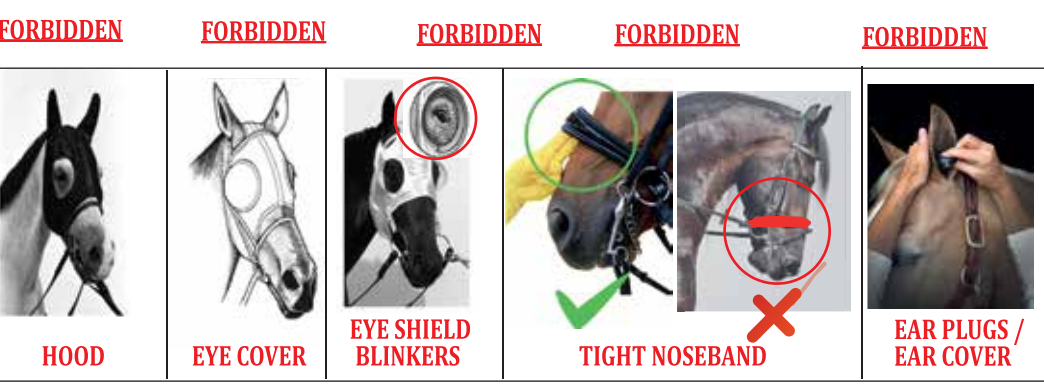 FORBIDDEN
FORBIDDEN
FORBIDDEN
FORBIDDEN
FORBIDDEN
HOOD
EYE COVER
EYE SHIELD
BLINKERS
TIGHT NOSEBAND
EAR PLUGS /
EAR COVER